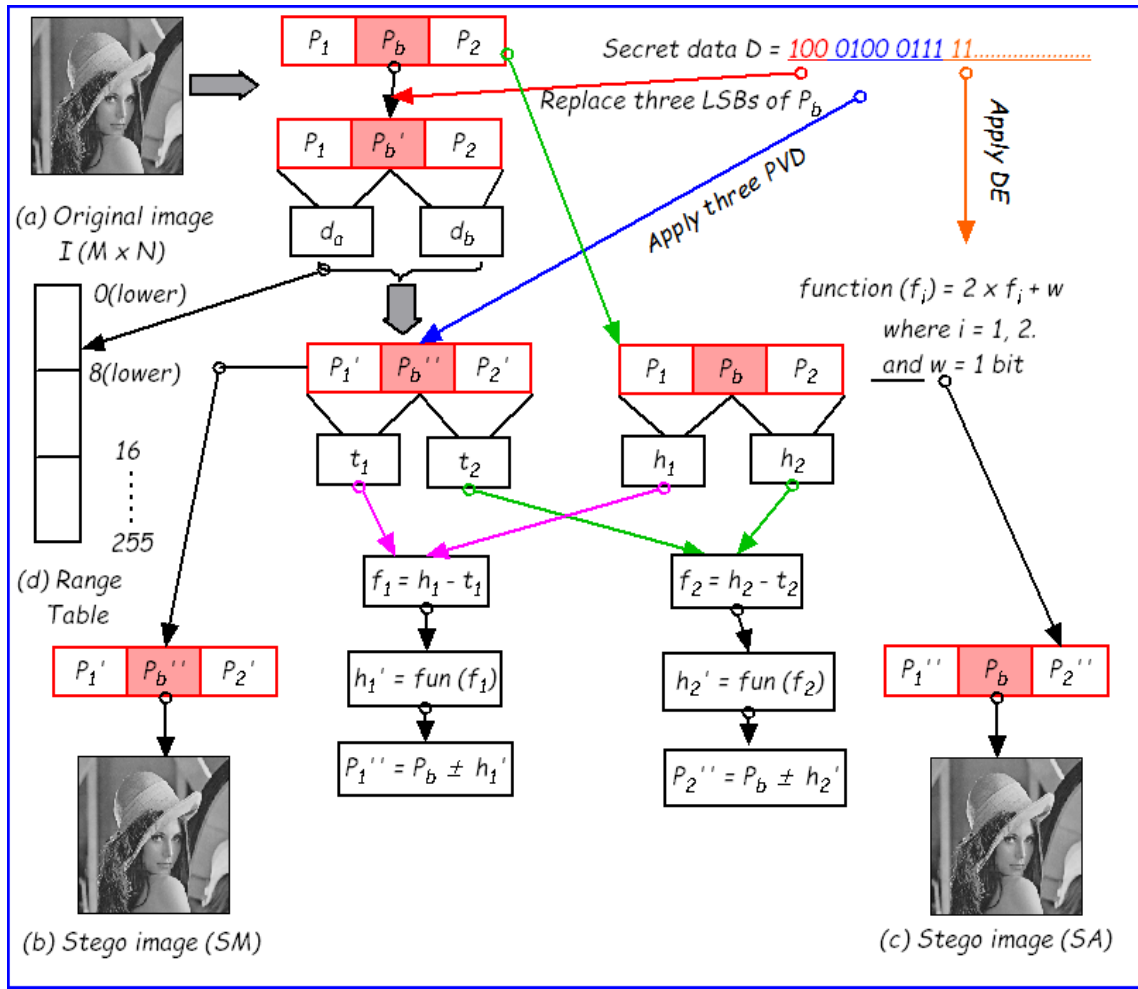 P1 Pb P2
Secret data D = 100 0100 0111 11........................
Replace three LSBs of Pb
P1 Pb' P2
Apply three PVD
Apply DE
(a) Original image
I (M x N)
da db
0(lower)
8(lower)
16
255
(d) Range
Table
function (fi) = 2 x fi + w
where i = 1, 2.
and w = 1 bit
P1' Pb'' P2'
P1 Pb P2
t1 t2
h1 h2
f1 = h1 - t1
f2 = h2 - t2
h1' = fun (f1)
h2' = fun (f2)
P1'' = Pb ± h1'
P2'' = Pb ± h2'
P1' Pb'' P2'
P1'' Pb P2''
(b) Stego image (SM)
(c) Stego image (SA)